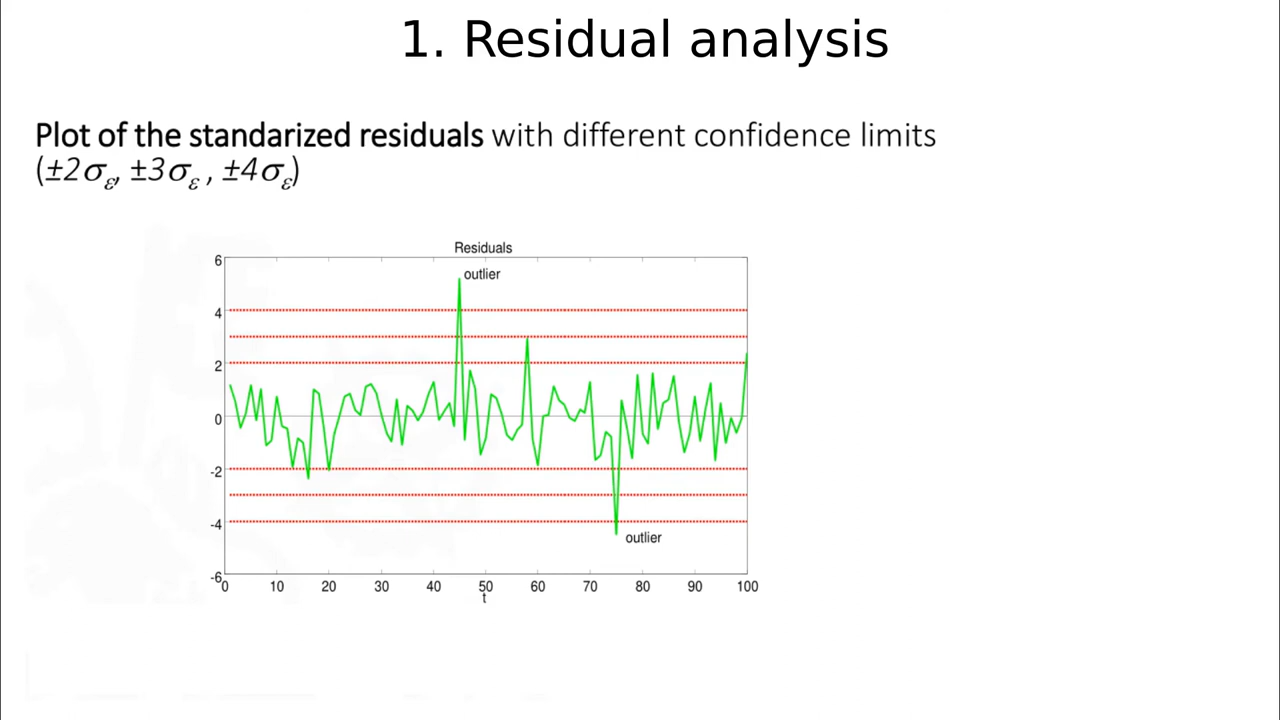 1. Residual analysis
Plot of the standarized residuals with different confidence limits
(±2σε, ±3σε , ±4σε)
Residuals
6
outlier
4
2
0
-2
-4
outlier
-6
0 10 20 30 40 50 60 70 80 90 100
t